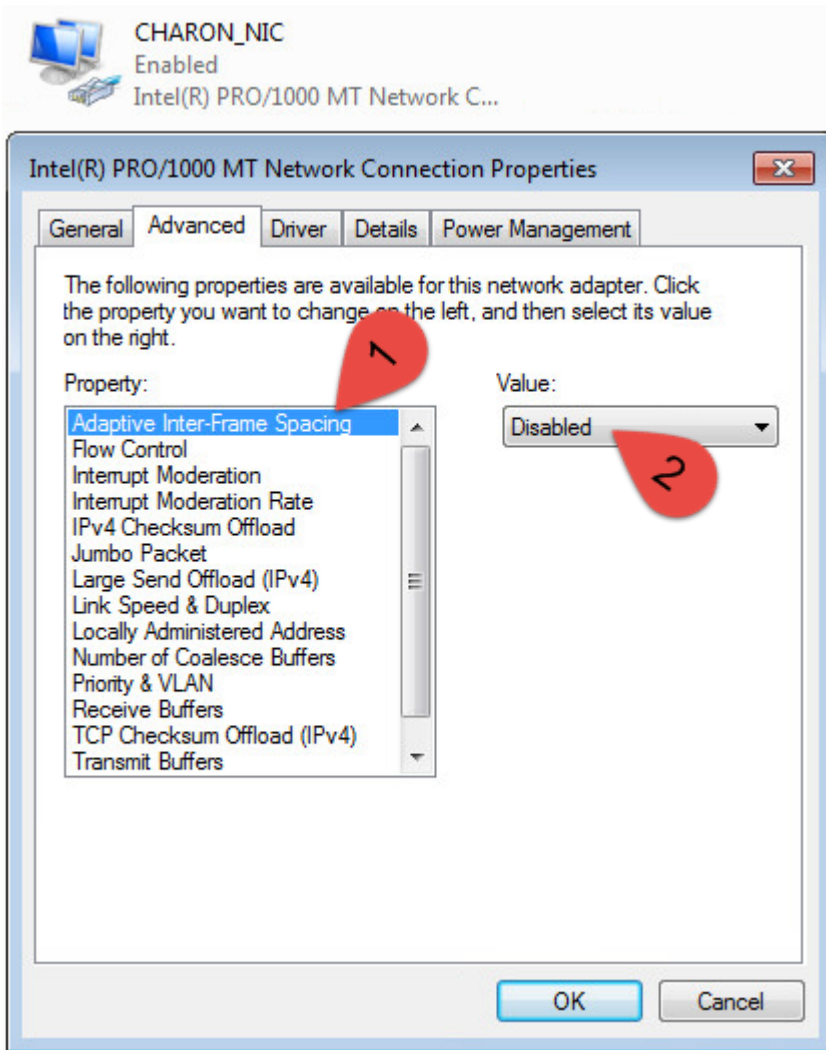 CHARON_NIC
Enabled
Intel(R) PRO/1000 MT Network C...
Intel(R) PRO/1000 MT Network Connection Properties
General Advanced Driver Details Power Management
The following properties are available for this network adapter. Click
the property you want to change on the left, and then select its value
on the right.
1
Property:
Value:
Adaptive Inter-Frame Spacing
Disabled
2
Flow Control
Interrupt Moderation
Interrupt Moderation Rate
IPv4 Checksum Offload
Jumbo Packet
Large Send Offload (IPv4)
Link Speed & Duplex
Locally Administered Address
Number of Coalesce Buffers
Priority & VLAN
Receive Buffers
TCP Checksum Offload (IPv4)
Transmit Buffers
OK Cancel